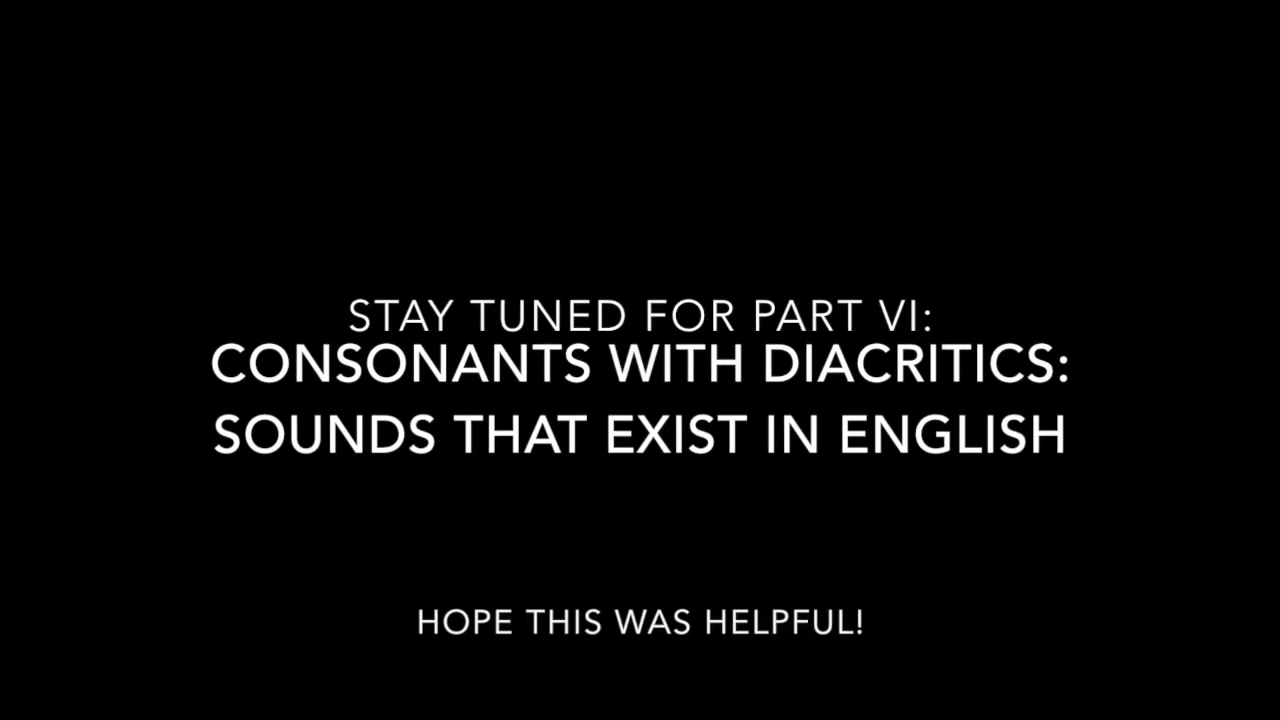 STAY TUNED FOR PART VI:
CONSONANTS WITH DIACRITICS:
SOUNDS THAT EXIST IN ENGLISH
HOPE THIS WAS HELPFUL!